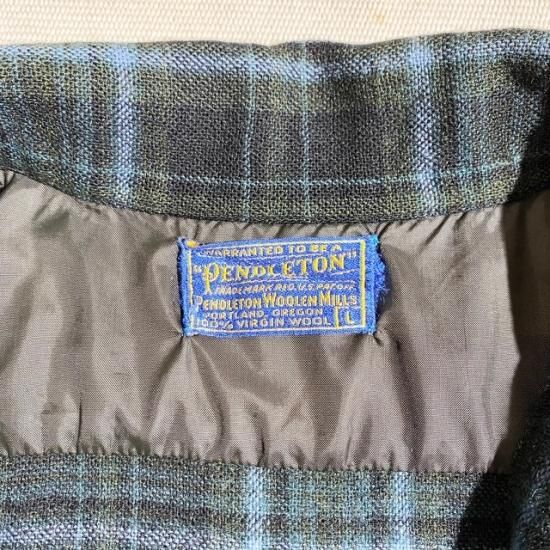 WARRANTED TO BE A
"PENDLETON"
TRADEMARK REG. U.S. PAT. OFF.
PENDLETON WOOLEN MILLS
PORTLAND, OREGON
100% VIRGIN WOOL L